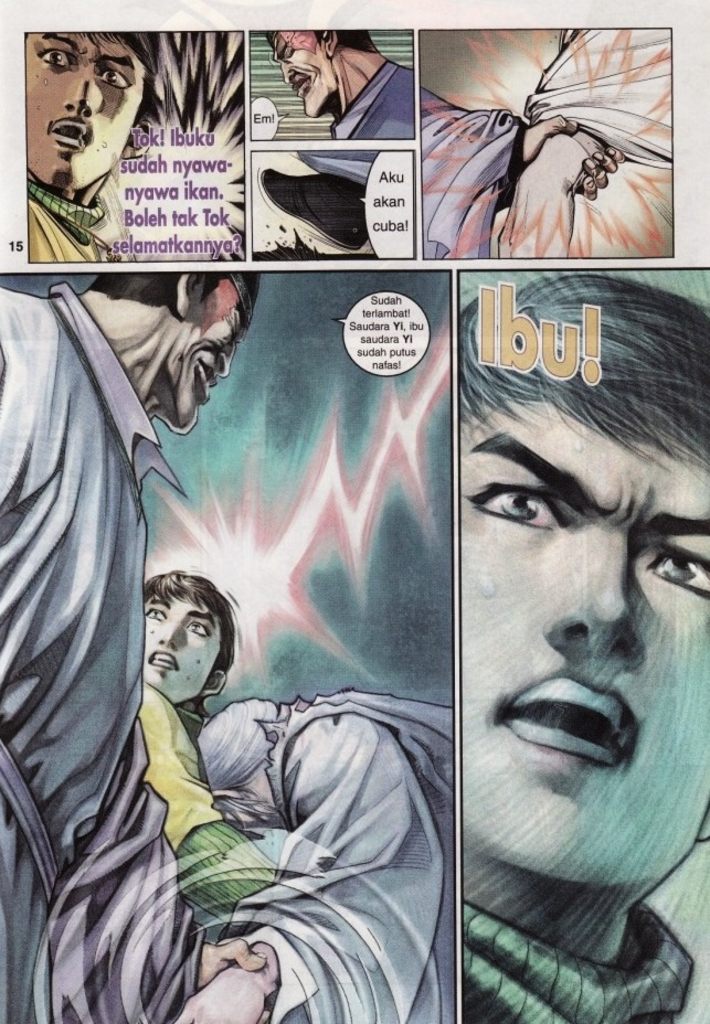 Tok! Ibuku
sudah nyawa-
nyawa ikan.
Boleh tak Tok
selamatkannya?
Em!
Aku
akan
cuba!
15
Sudah
terlambat!
Saudara Yi, ibu
saudara Yi
sudah putus
nafas!
Ibu!